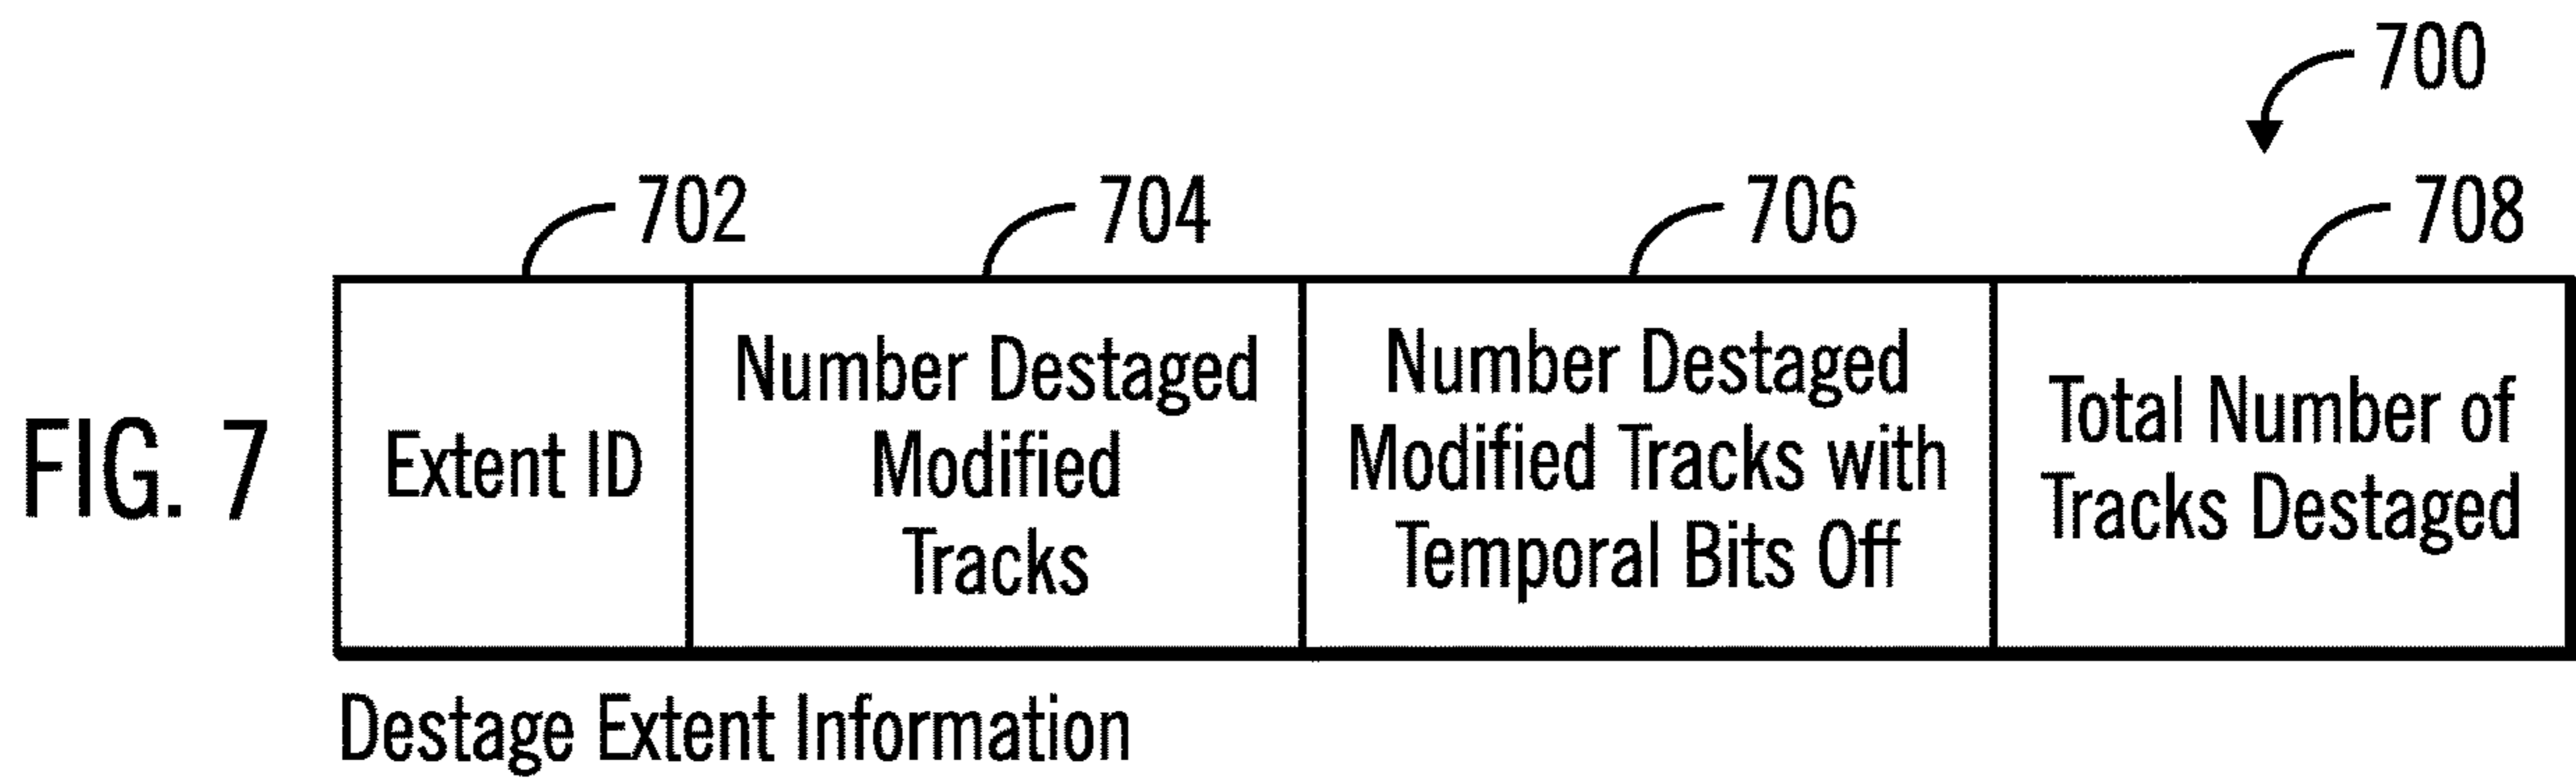 700
702
704
706
708
FIG. 7
Extent ID
Number Destaged
Modified
Tracks
Number Destaged
Modified Tracks with
Temporal Bits Off
Total Number of
Tracks Destaged
Destage Extent Information